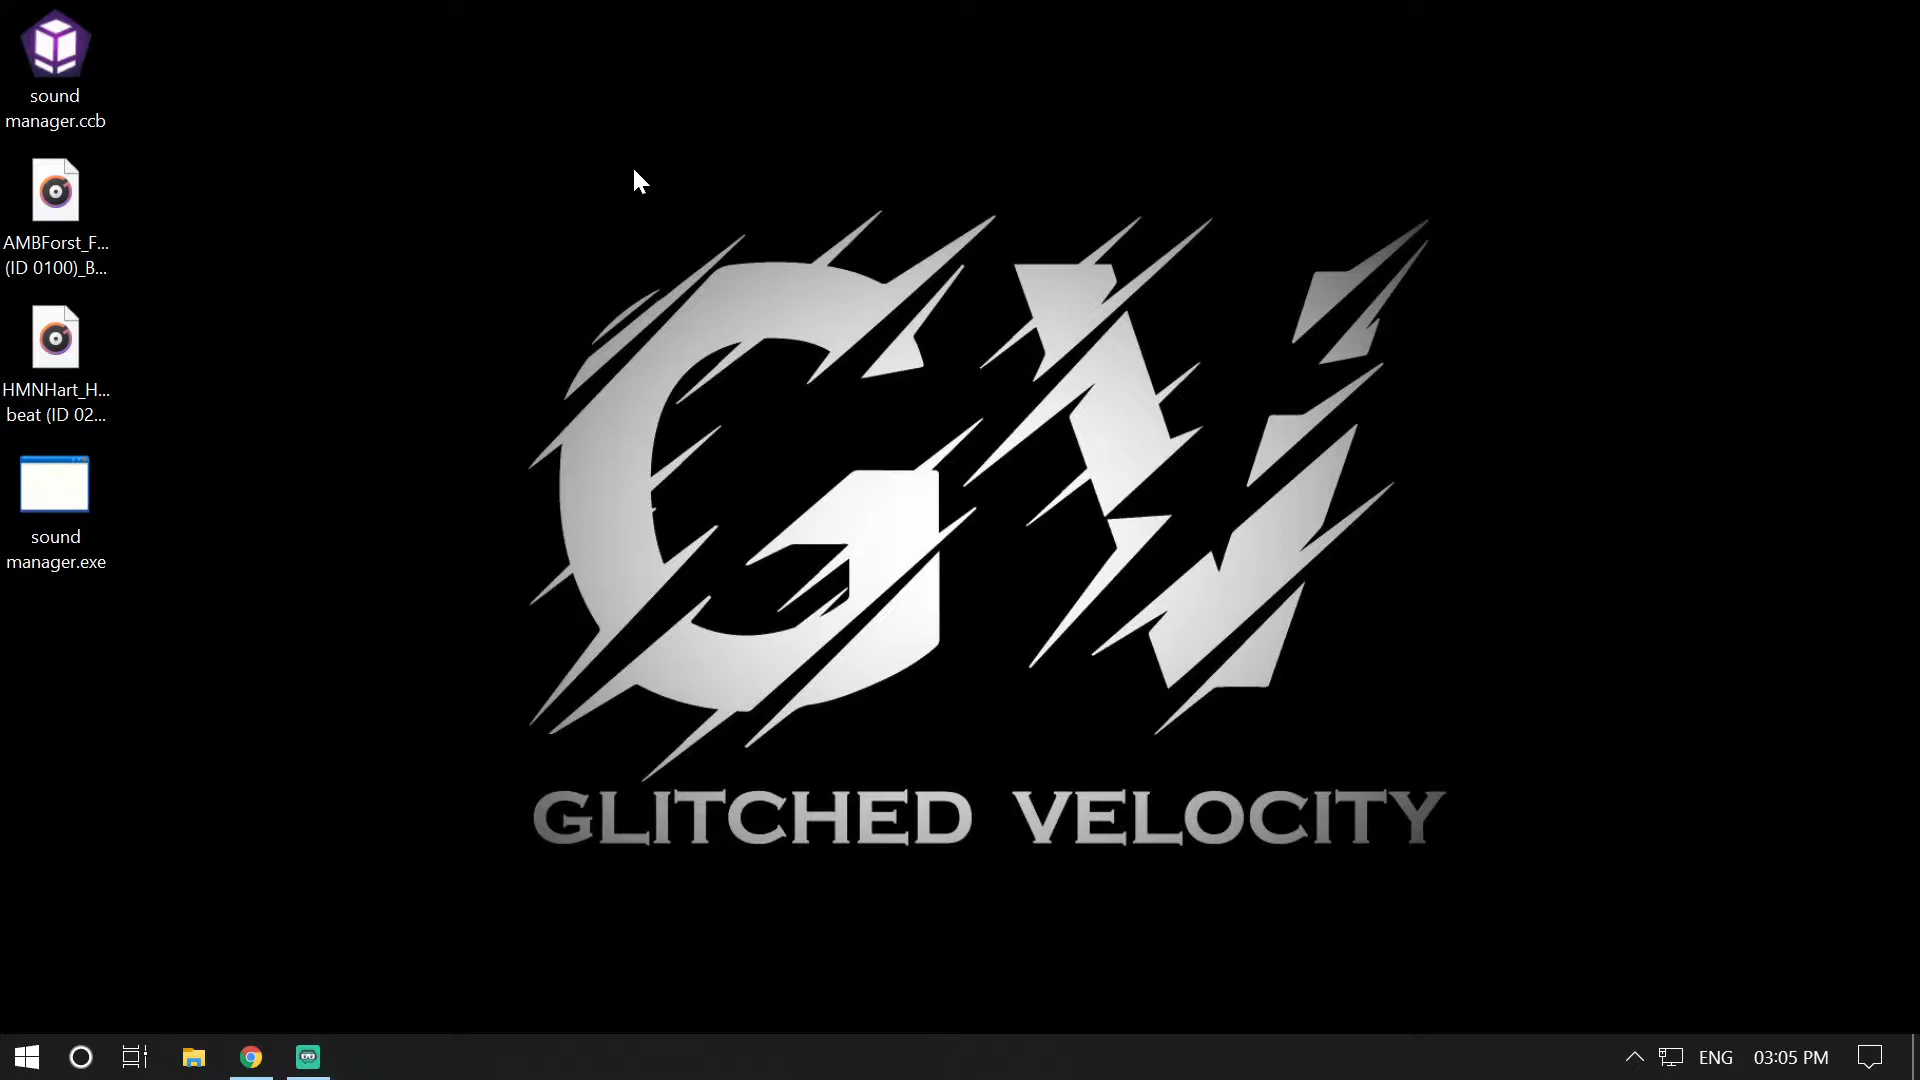 sound
manager.ccb
AMBForst_F...
(ID 0100)_B...
HMNHart_H...
beat (ID 02...
sound
manager.exe
GV
GLITCHED VELOCITY
ENG
03:05 PM